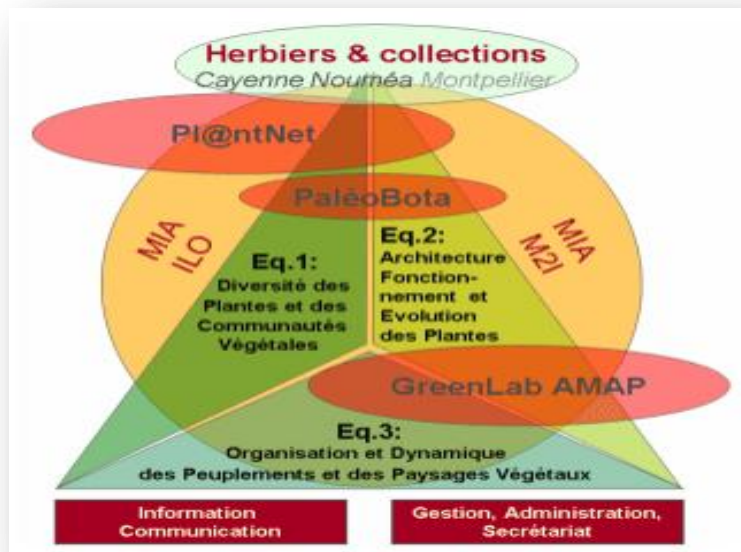 Herbiers & collections
Cayenne Nouméa Montpellier
Pl@ntNet
PaléoBota
MIA
ILO
MIA
M2I
Eq.1:
Diversité des
Plantes et des
Communautés
Végétales
Eq.2:
Architecture
Fonction-
nement et
Evolution
des Plantes
GreenLab AMAP
Eq.3:
Organisation et Dynamique
des Peuplements et des Paysages Végétaux
Information
Communication
Gestion, Administration,
Secrétariat